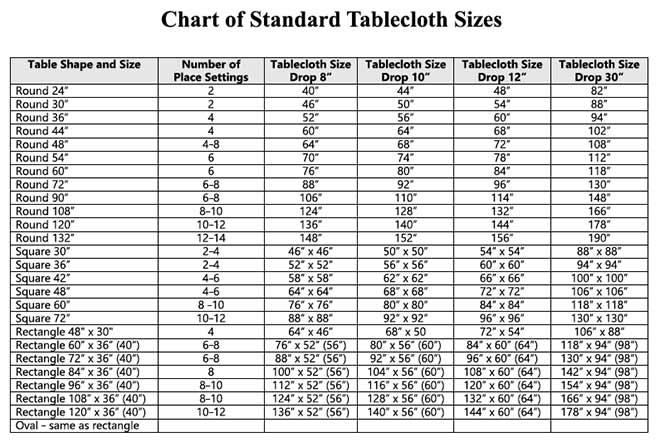 Chart of Standard Tablecloth Sizes
Table Shape and Size Number of Place Settings Tablecloth Size Drop 8” Tablecloth Size Drop 10” Tablecloth Size Drop 12” Tablecloth Size Drop 30”
Round 24” 2 40” 44” 48” 82”
Round 30” 2 46” 50” 54” 88”
Round 36” 4 52” 56” 60” 94”
Round 44” 4 60” 64” 68” 102”
Round 48” 4–8 64” 68” 72” 108”
Round 54” 6 70” 74” 78” 112”
Round 60” 6 76” 80” 84” 118”
Round 72” 6–8 88” 92” 96” 130”
Round 90” 6–8 106” 110” 114” 148”
Round 108” 8–10 124” 128” 132” 166”
Round 120” 10–12 136” 140” 144” 178”
Round 132” 12–14 148” 152” 156” 190”
Square 30” 2–4 46” x 46” 50” x 50” 54” x 54” 88” x 88”
Square 36” 2–4 52” x 52” 56” x 56” 60” x 60” 94” x 94”
Square 42” 4–6 58” x 58” 62” x 62” 66” x 66” 100” x 100”
Square 48” 4–6 64” x 64” 68” x 68” 72” x 72” 106” x 106”
Square 60” 8 –10 76” x 76” 80” x 80” 84” x 84” 118” x 118”
Square 72” 10–12 88” x 88” 92” x 92” 96” x 96” 130” x 130”
Rectangle 48” x 30” 4 64” x 46” 68” x 50 72” x 54” 106” x 88”
Rectangle 60” x 36” (40”) 6–8 76” x 52” (56”) 80” x 56” (60”) 84” x 60” (64”) 118” x 94” (98”)
Rectangle 72” x 36” (40”) 6–8 88” x 52” (56”) 92” x 56” (60”) 96” x 60” (64”) 130” x 94” (98”)
Rectangle 84” x 36” (40”) 8 100” x 52” (56”) 104” x 56” (60”) 108” x 60” (64”) 142” x 94” (98”)
Rectangle 96” x 36” (40”) 8–10 112” x 52” (56”) 116” x 56” (60”) 120” x 60” (64”) 154” x 94” (98”)
Rectangle 108” x 36” (40”) 8–10 124” x 52” (56”) 128” x 56” (60”) 132” x 60” (64”) 166” x 94” (98”)
Rectangle 120” x 36” (40”) 10–12 136” x 52” (56”) 140” x 56” (60”) 144” x 60” (64”) 178” x 94” (98”)
Oval – same as rectangle